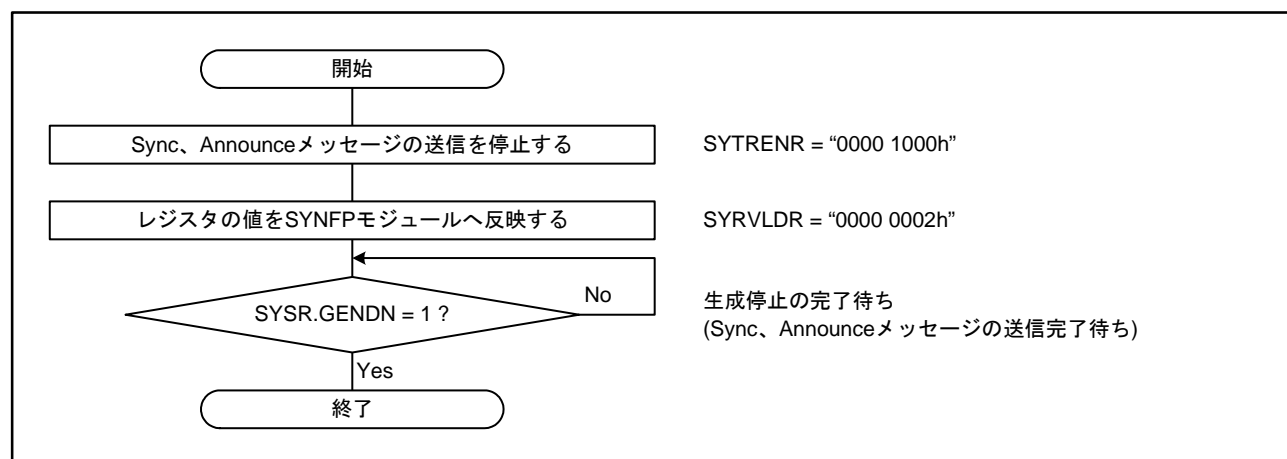 開始
Sync、Announceメッセージの送信を停止する
SYTRENR = “0000 1000h”
レジスタの値をSYNFPモジュールへ反映する
SYRVLDR = “0000 0002h”
SYSR.GENDN = 1 ?
No
生成停止の完了待ち
(Sync、Announceメッセージの送信完了待ち)
Yes
終了